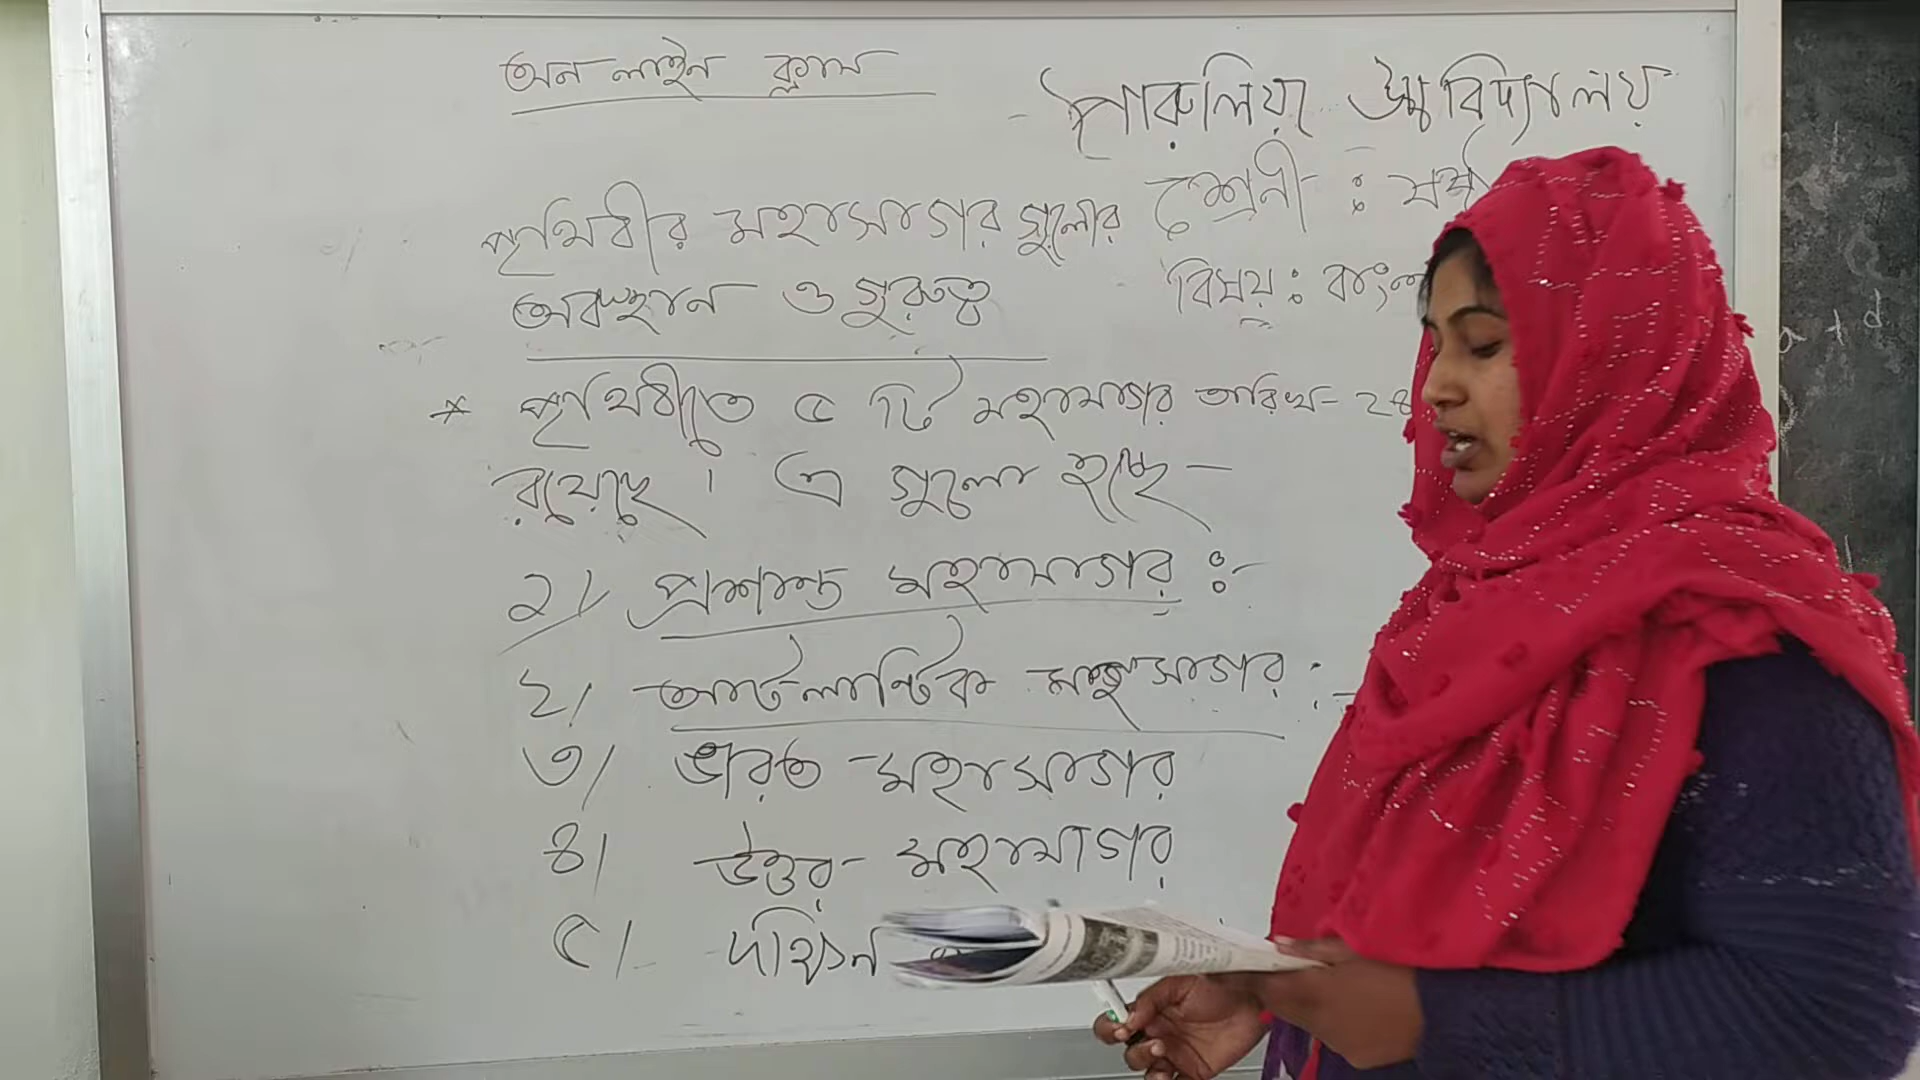 অন লাইন ক্লাস
পারুলিয়া উচ্চ বিদ্যালয়
শ্রেনী : ষষ্ঠ
বিষয় : বাংলা
পৃথিবীর মহাসাগর গুলোর
অবস্থান ও গুরুত্ব
* পৃথিবীতে ৫ টি মহাসাগর
তারিখ-
রয়েছে। এ গুলো হচ্ছে-
১/ প্রশান্ত মহাসাগর :-
২/ আটলান্টিক মহাসাগর :-
৩/ ভারত মহাসাগর
৪/ উত্তর মহাসাগর
৫/ দক্ষিন